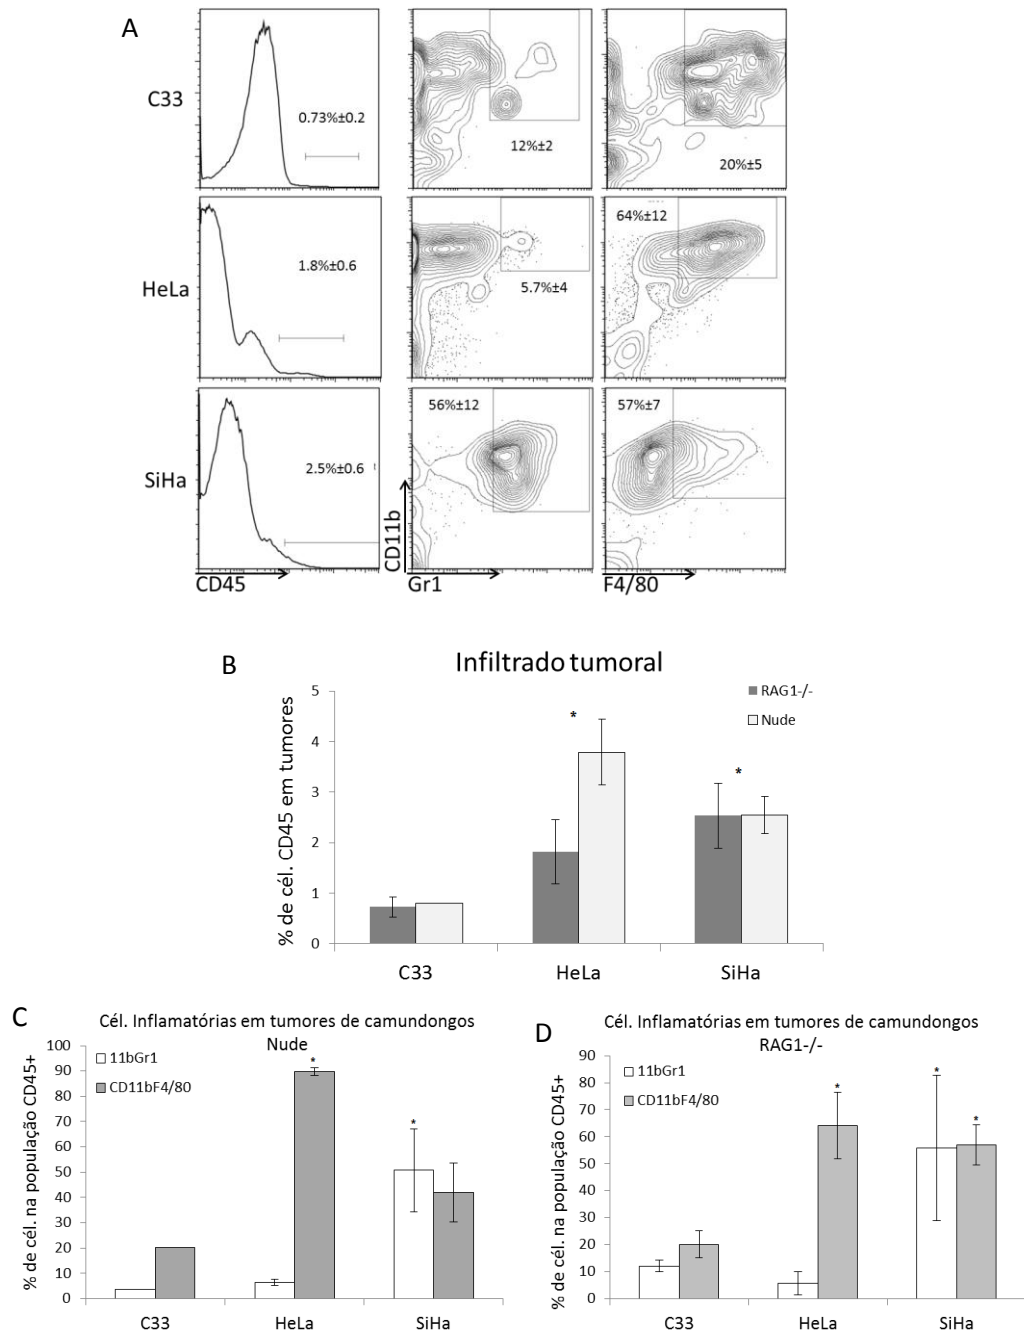 A
C33
0.73%±0.2
12%±2
20%±5
HeLa
1.8%±0.6
5.7%±4
64%±12
SiHa
2.5%±0.6
56%±12
57%±7
CD45
CD11b
Gr1
F4/80
B
Infiltrado tumoral
% de cél. CD45 em tumores
5
4
3
2
1
0
RAG1-/-
Nude
*
*
C33
HeLa
SiHa
C
Cél. Inflamatórias em tumores de camundongos
Nude
% de cél. na população CD45+
100
90
80
70
60
50
40
30
20
10
0
11bGr1
CD11bF4/80
*
*
C33
HeLa
SiHa
D
Cél. Inflamatórias em tumores de camundongos
RAG1-/-
% de cél. na população CD45+
90
80
70
60
50
40
30
20
10
0
11bGr1
CD11bF4/80
*
*
*
C33
HeLa
SiHa